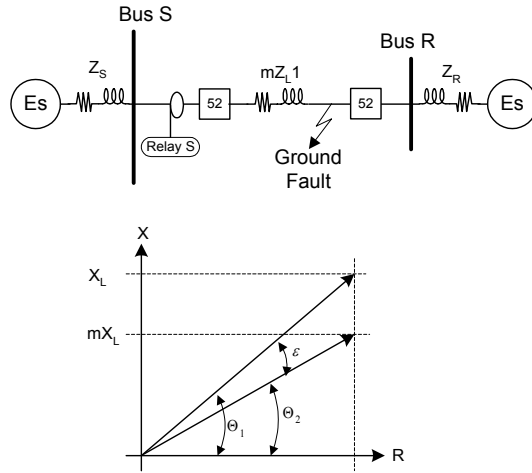 Bus S
Bus R
Z_S
mZ_L1
Z_R
Es
52
52
Es
Relay S
Ground
Fault
X
X_L
mX_L
ε
Θ_1
Θ_2
R